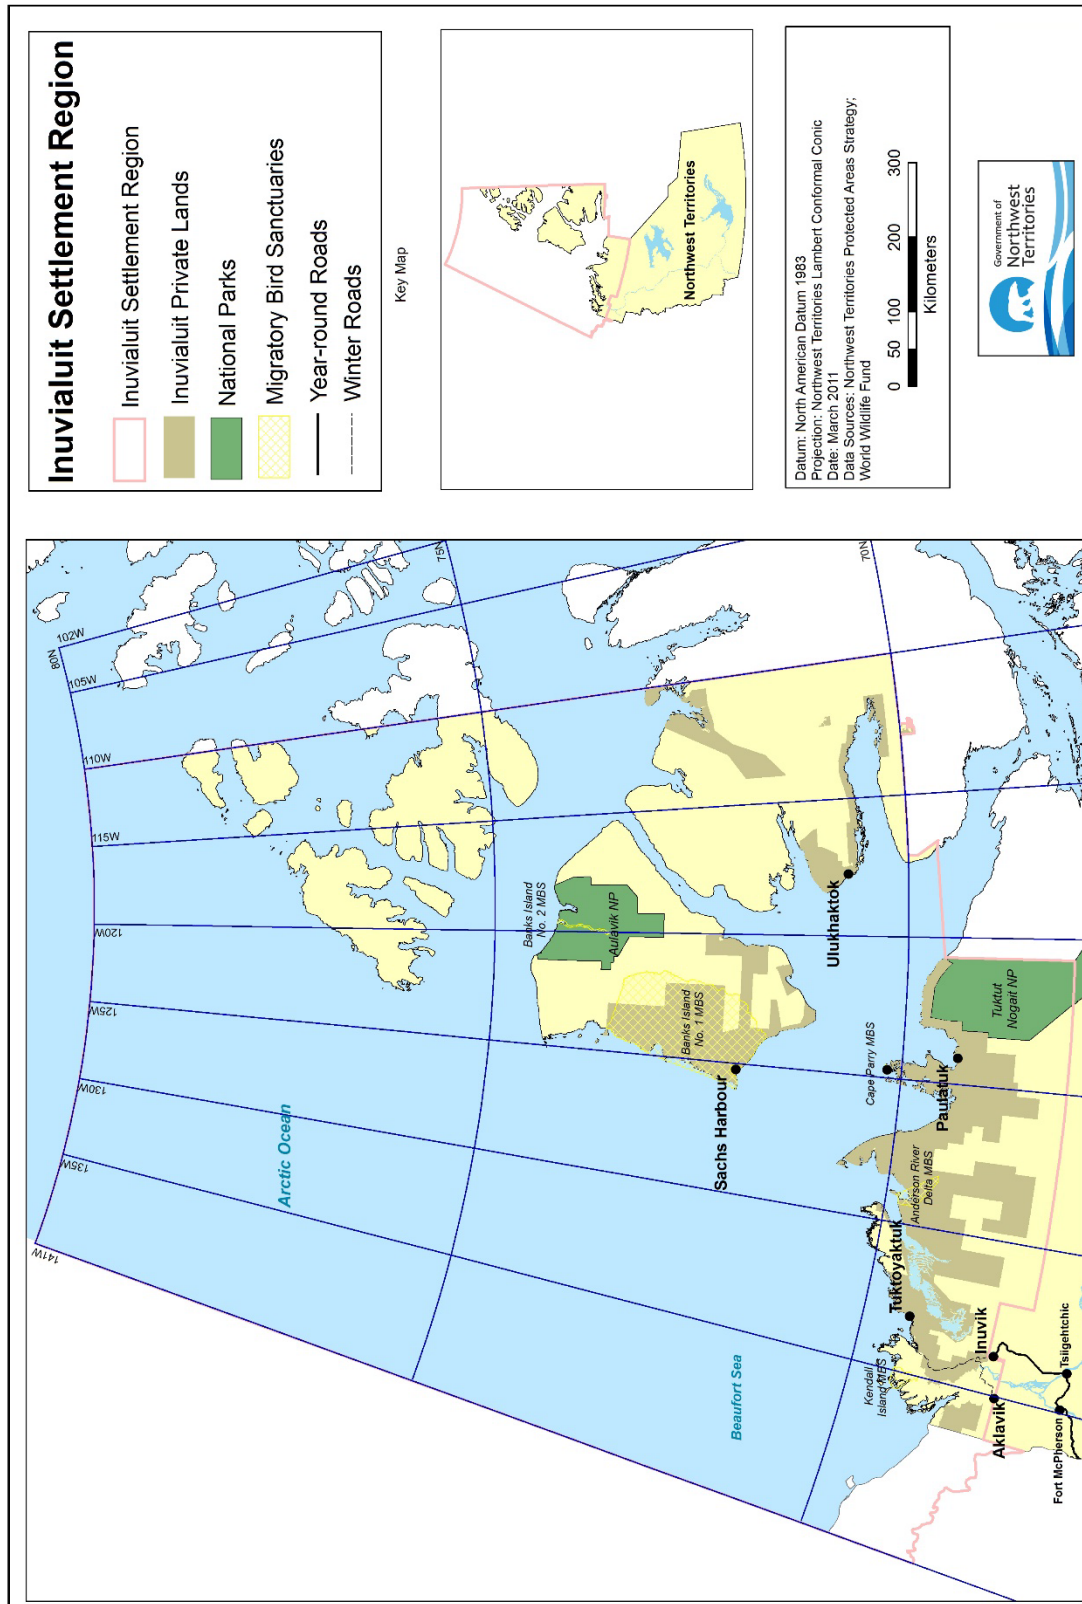 Inuvialuit Settlement Region
Inuvialuit Settlement Region
Inuvialuit Private Lands
National Parks
Migratory Bird Sanctuaries
Year-round Roads
Winter Roads
Key Map
Northwest Territories
Datum: North American Datum 1983
Projection: Northwest Territories Lambert Conformal Conic
Date: March 2011
Data Sources: Northwest Territories Protected Areas Strategy;
World Wildlife Fund
0 50 100 200 300
Kilometers
Government of
Northwest
Territories
141W
135W
130W
125W
120W
115W
110W
105W
102W
80N
75N
70N
Arctic Ocean
Beaufort Sea
Banks Island
No. 2 MBS
Aulavik NP
Banks Island
No. 1 MBS
Sachs Harbour
Ulukhaktok
Cape Parry MBS
Paulatuk
Tuktut
Nogait NP
Anderson River
Delta MBS
Tuktoyaktuk
Kendall
Island MBS
Inuvik
Aklavik
Tsiigehtchic
Fort McPherson